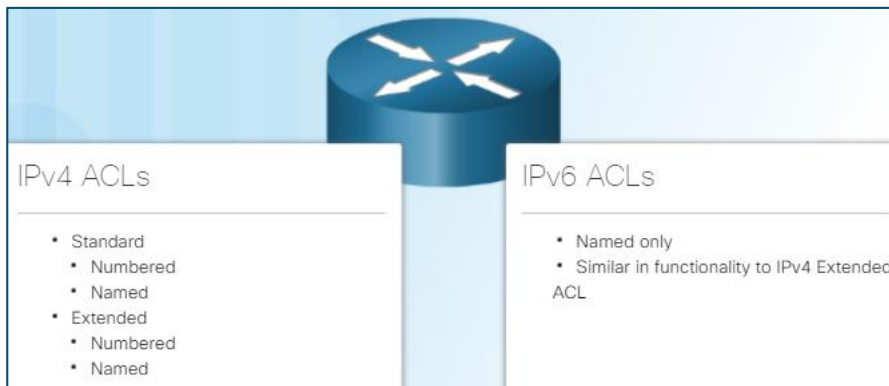 IPv4 ACLs
• Standard
• Numbered
• Named
• Extended
• Numbered
• Named
IPv6 ACLs
• Named only
• Similar in functionality to IPv4 Extended
ACL